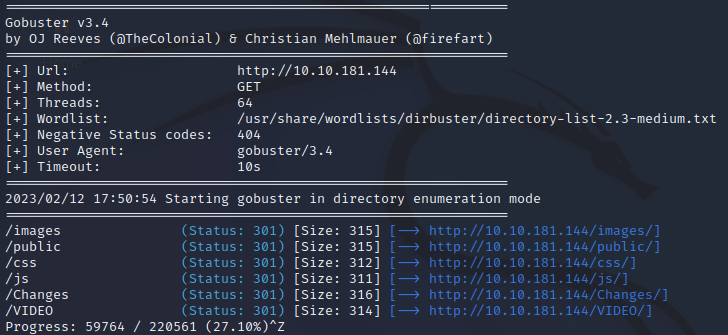 ===============================================================
Gobuster v3.4
by OJ Reeves (@TheColonial) & Christian Mehlmauer (@firefart)
===============================================================
[+] Url:                     http://10.10.181.144
[+] Method:                  GET
[+] Threads:                 64
[+] Wordlist:                /usr/share/wordlists/dirbuster/directory-list-2.3-medium.txt
[+] Negative Status codes:   404
[+] User Agent:              gobuster/3.4
[+] Timeout:                 10s
===============================================================
2023/02/12 17:50:54 Starting gobuster in directory enumeration mode
===============================================================
/images               (Status: 301) [Size: 315] [--> http://10.10.181.144/images/]
/public               (Status: 301) [Size: 315] [--> http://10.10.181.144/public/]
/css                  (Status: 301) [Size: 312] [--> http://10.10.181.144/css/]
/js                   (Status: 301) [Size: 311] [--> http://10.10.181.144/js/]
/Changes              (Status: 301) [Size: 316] [--> http://10.10.181.144/Changes/]
/VIDEO                (Status: 301) [Size: 314] [--> http://10.10.181.144/VIDEO/]
Progress: 59764 / 220561 (27.10%)^Z